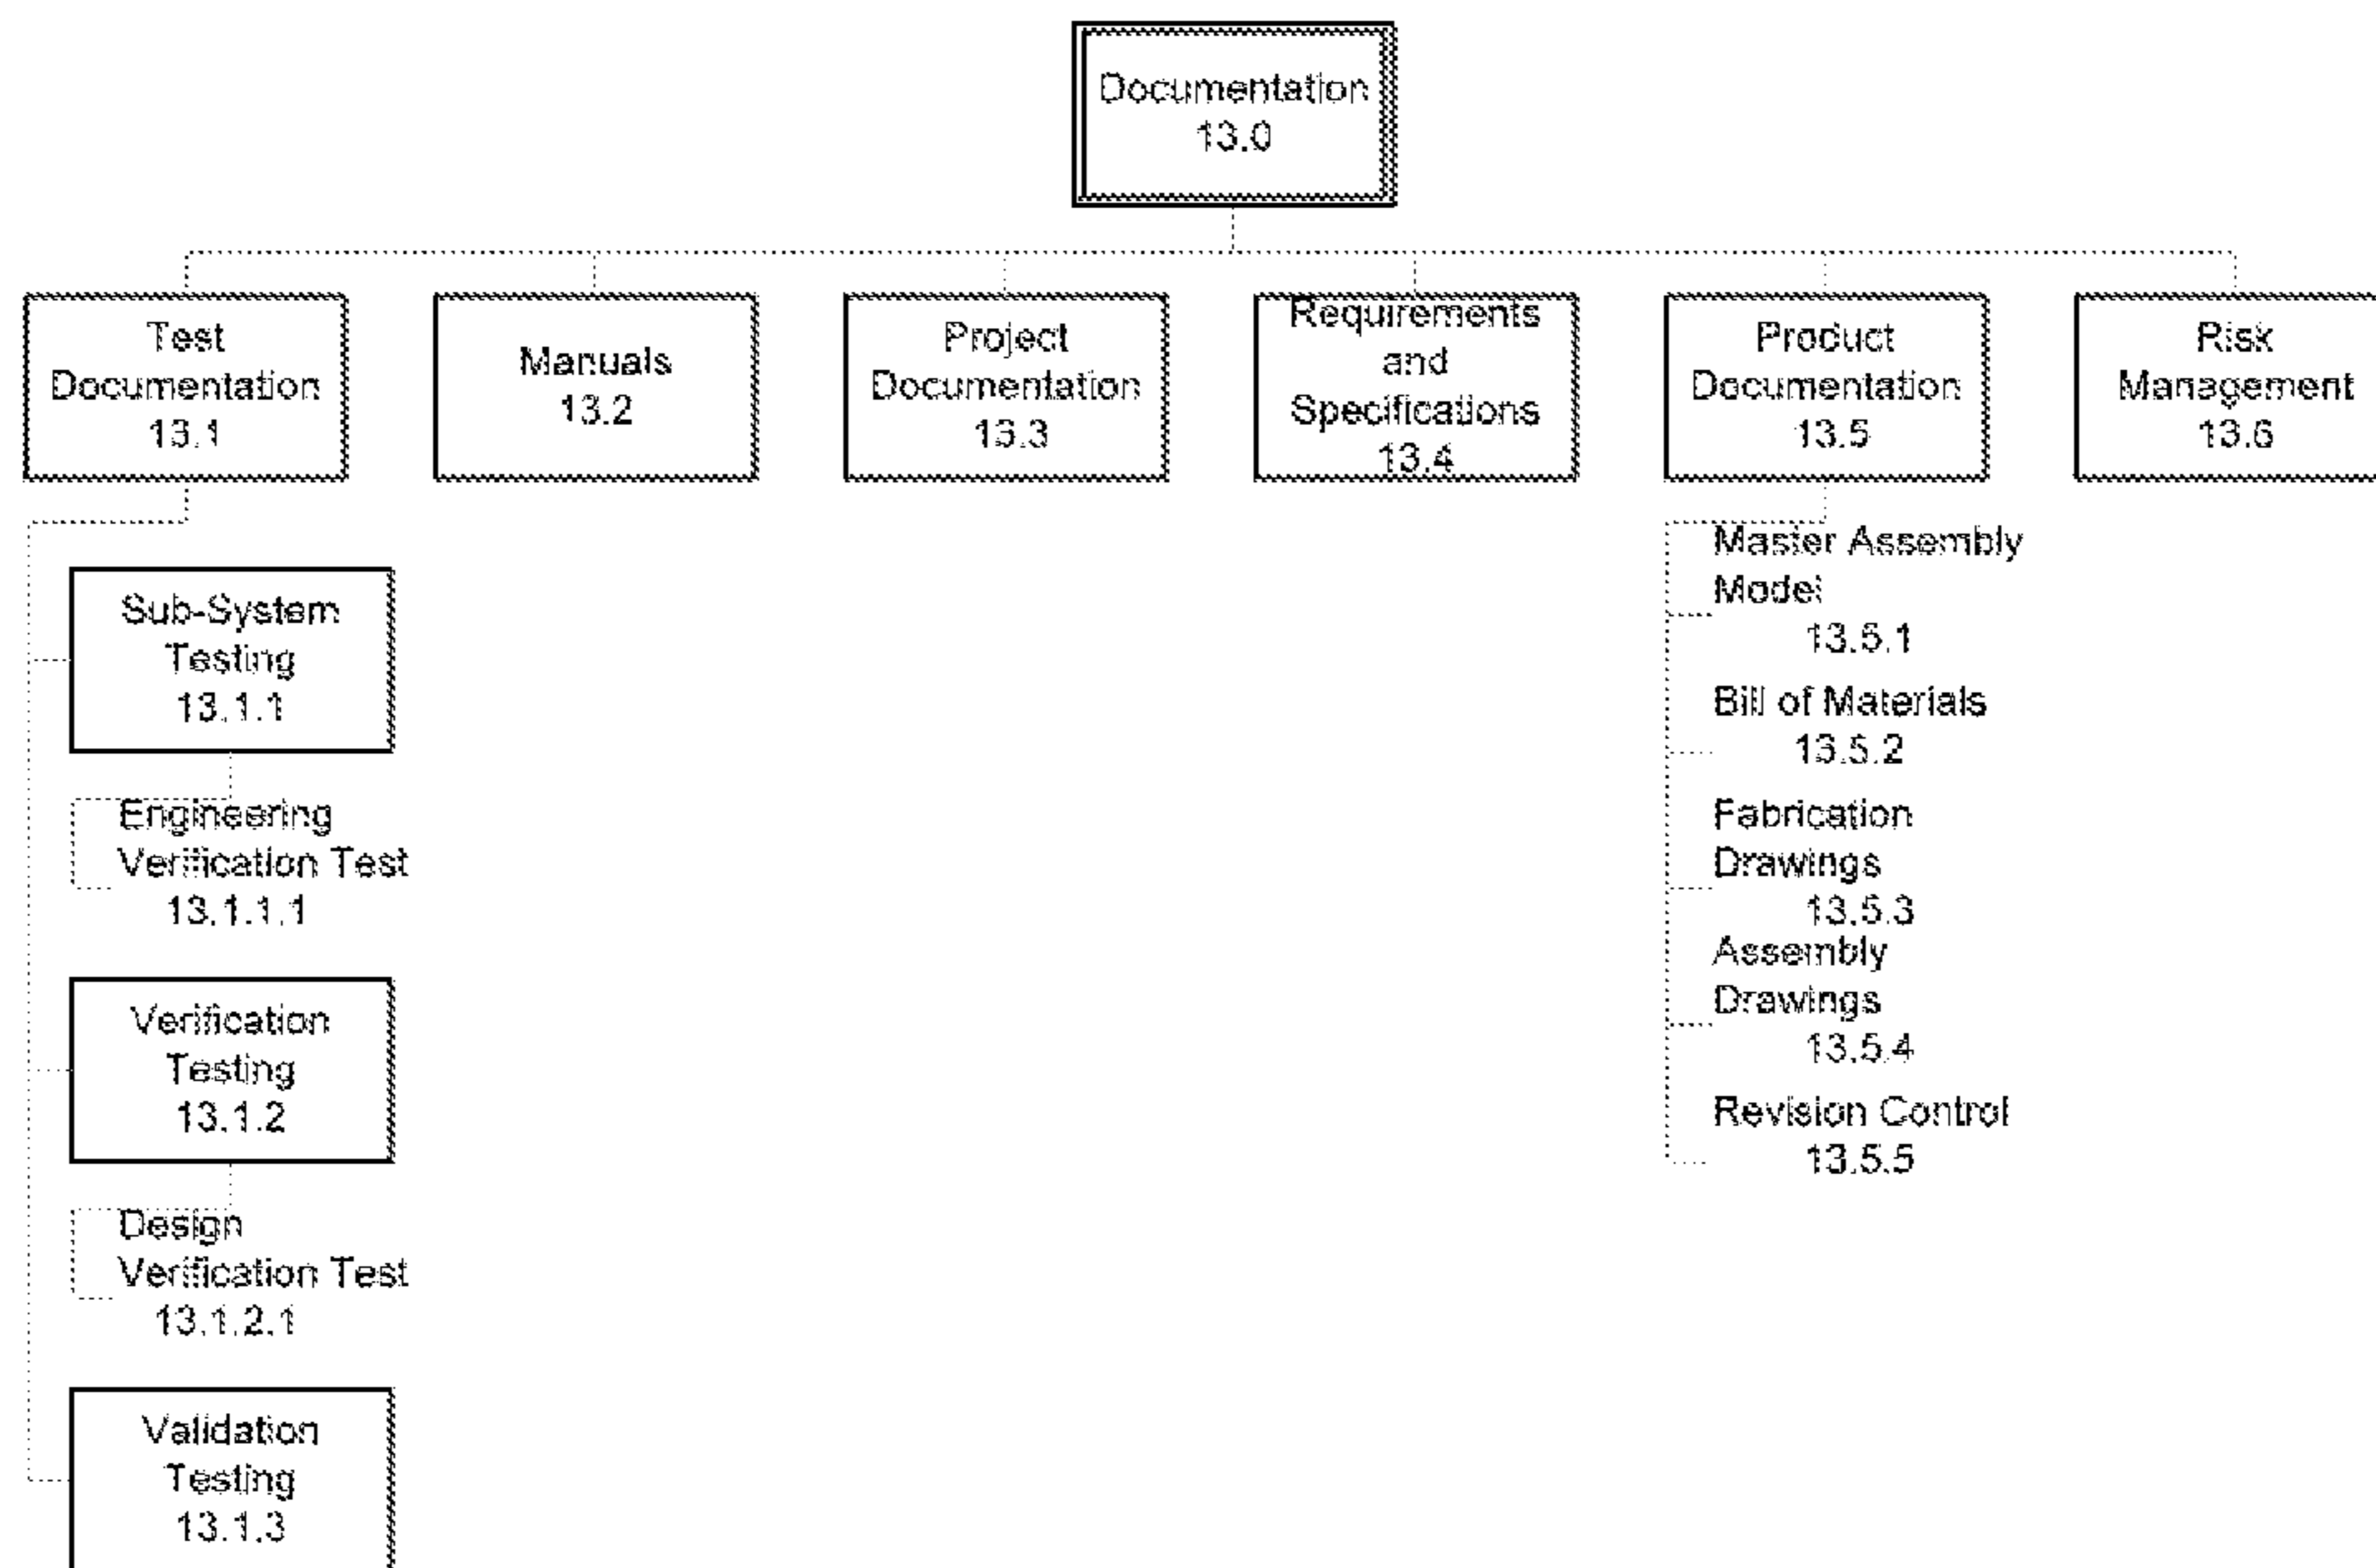 Documentation
13.0
Test
Documentation
13.1
Manuals
13.2
Project
Documentation
13.3
Requirements
and
Specifications
13.4
Product
Documentation
13.5
Risk
Management
13.6
Sub-System
Testing
13.1.1
Engineering
Verification Test
13.1.1.1
Verification
Testing
13.1.2
Design
Verification Test
13.1.2.1
Validation
Testing
13.1.3
Master Assembly
Model
13.5.1
Bill of Materials
13.5.2
Fabrication
Drawings
13.5.3
Assembly
Drawings
13.5.4
Revision Control
13.5.5